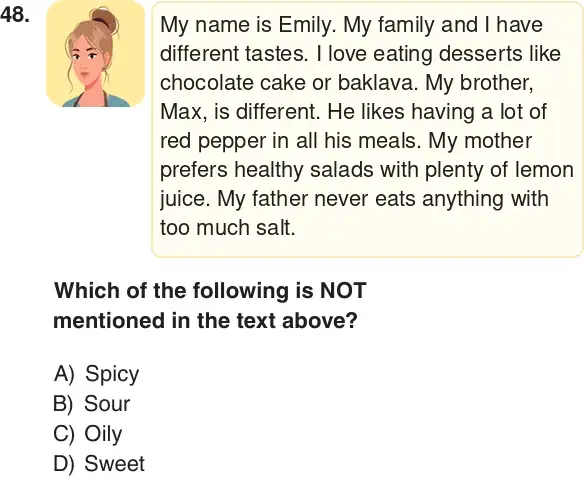 48.
My name is Emily. My family and I have
different tastes. I love eating desserts like
chocolate cake or baklava. My brother,
Max, is different. He likes having a lot of
red pepper in all his meals. My mother
prefers healthy salads with plenty of lemon
juice. My father never eats anything with
too much salt.
Which of the following is NOT
mentioned in the text above?
A) Spicy
B) Sour
C) Oily
D) Sweet